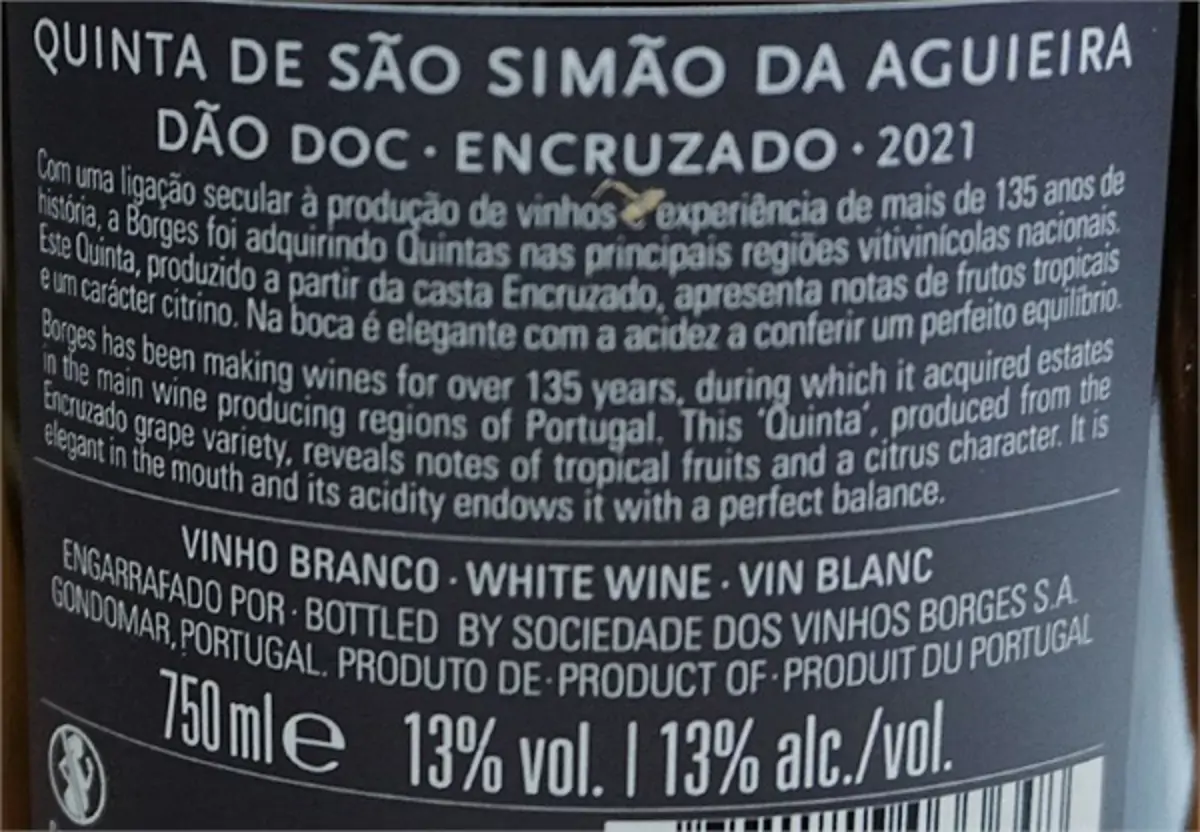 QUINTA DE SÃO SIMÃO DA AGUIEIRA
DÃO DOC · ENCRUZADO · 2021
Com uma ligação secular à produção de vinhos experiência de mais de 135 anos de
história, a Borges foi adquirindo Quintas nas principais regiões vitivinícolas nacionais.
Este Quinta, produzido a partir da casta Encruzado, apresenta notas de frutos tropicais
e um carácter citrino. Na boca é elegante com a acidez a conferir um perfeito equilíbrio.
Borges has been making wines for over 135 years, during which it acquired estates
in the main wine producing regions of Portugal. This 'Quinta', produced from the
Encruzado grape variety, reveals notes of tropical fruits and a citrus character. It is
elegant in the mouth and its acidity endows it with a perfect balance.
VINHO BRANCO · WHITE WINE · VIN BLANC
ENGARRAFADO POR · BOTTLED BY SOCIEDADE DOS VINHOS BORGES S.A.
GONDOMAR, PORTUGAL. PRODUTO DE · PRODUCT OF · PRODUIT DU PORTUGAL
750 ml e 13% vol. | 13% alc./vol.